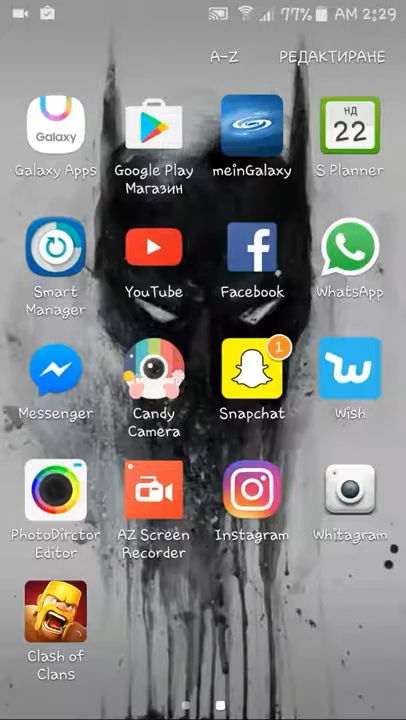 77% AM 2:29
A-Z РЕДАКТИРАНЕ
Galaxy
НД
22
Galaxy Apps
Google Play
Магазин
meinGalaxy
S Planner
Smart
Manager
YouTube
Facebook
WhatsApp
1
Messenger
Candy
Camera
Snapchat
Wish
PhotoDirctor
Editor
AZ Screen
Recorder
Instagram
Whitagram
Clash of
Clans